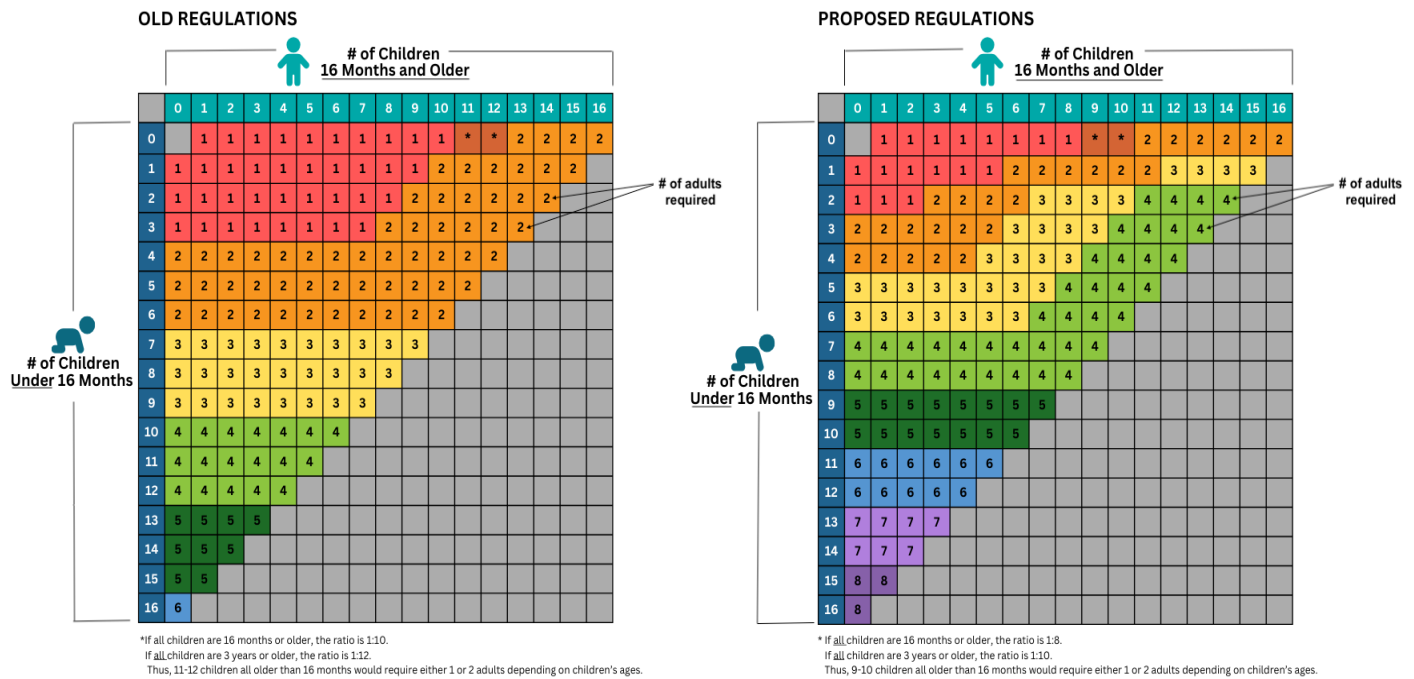 OLD REGULATIONS
# of Children
16 Months and Older
0 1 2 3 4 5 6 7 8 9 10 11 12 13 14 15 16
0 1 1 1 1 1 1 1 1 1 1 * * 2 2 2 2
1 1 1 1 1 1 1 1 1 1 1 2 2 2 2 2 2
2 1 1 1 1 1 1 1 1 1 2 2 2 2 2 2
3 1 1 1 1 1 1 1 1 2 2 2 2 2 2
4 2 2 2 2 2 2 2 2 2 2 2 2 2
5 2 2 2 2 2 2 2 2 2 2 2 2
6 2 2 2 2 2 2 2 2 2 2 2
7 3 3 3 3 3 3 3 3 3 3
8 3 3 3 3 3 3 3 3 3
9 3 3 3 3 3 3 3 3
10 4 4 4 4 4 4 4
11 4 4 4 4 4 4
12 4 4 4 4 4
13 5 5 5 5
14 5 5 5
15 5 5
16 6
# of Children
Under 16 Months
# of adults
required
*If all children are 16 months or older, the ratio is 1:10.
If all children are 3 years or older, the ratio is 1:12.
Thus, 11-12 children all older than 16 months would require either 1 or 2 adults depending on children's ages.
PROPOSED REGULATIONS
# of Children
16 Months and Older
0 1 2 3 4 5 6 7 8 9 10 11 12 13 14 15 16
0 1 1 1 1 1 1 1 1 * * 2 2 2 2 2 2
1 1 1 1 1 1 1 2 2 2 2 2 2 3 3 3 3
2 1 1 1 2 2 2 2 3 3 3 3 4 4 4 4
3 2 2 2 2 2 2 3 3 3 3 4 4 4 4
4 2 2 2 2 2 3 3 3 3 4 4 4 4
5 3 3 3 3 3 3 3 3 4 4 4 4
6 3 3 3 3 3 3 3 4 4 4 4
7 4 4 4 4 4 4 4 4 4 4
8 4 4 4 4 4 4 4 4 4
9 5 5 5 5 5 5 5 5
10 5 5 5 5 5 5 5
11 6 6 6 6 6 6
12 6 6 6 6 6
13 7 7 7 7
14 7 7 7
15 8 8
16 8
# of Children
Under 16 Months
# of adults
required
* If all children are 16 months or older, the ratio is 1:8.
If all children are 3 years or older, the ratio is 1:10.
Thus, 9-10 children all older than 16 months would require either 1 or 2 adults depending on children's ages.